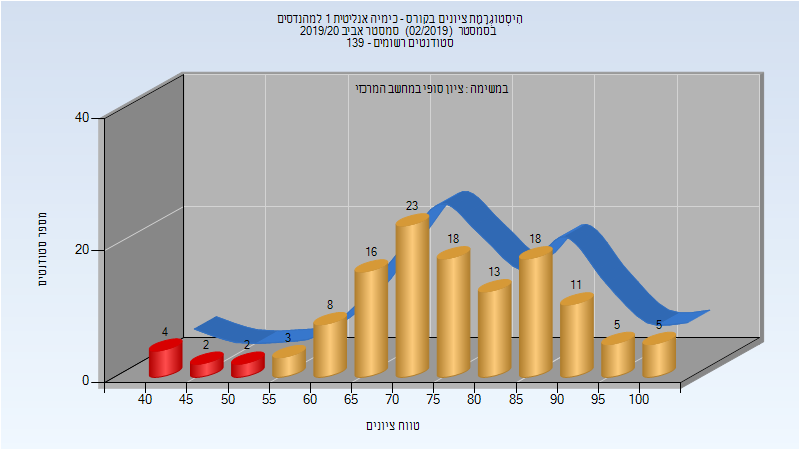 הִיסְטוֹגְרָמַת ציונים בקורס - כימיה אנליטית 1 למהנדסים
בסמסטר (02/2019) סמסטר אביב 2019/20
סטודנטים רשומים - 139
במשימה : ציון סופי במחשב המרכזי
מספר סטודנטים
40
20
0
4
2
2
3
8
16
23
18
13
18
11
5
5
40 45 50 55 60 65 70 75 80 85 90 95 100
טווח ציונים